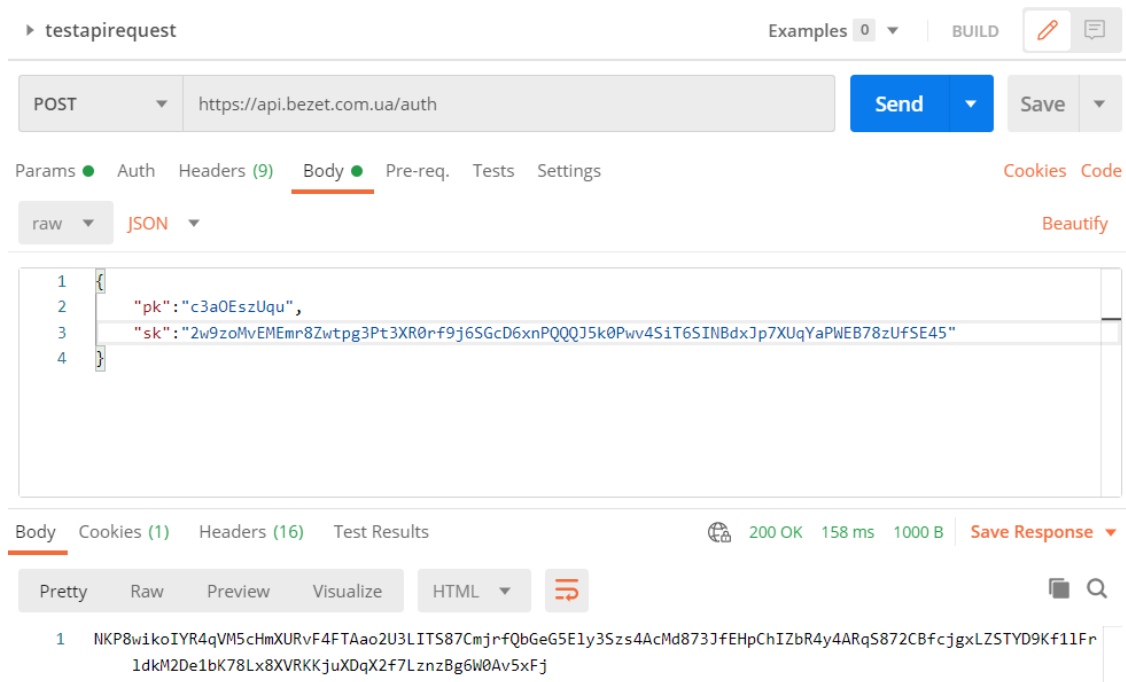 testapirequest Examples 0 BUILD
POST https://api.bezet.com.ua/auth Send Save
Params Auth Headers (9) Body Pre-req. Tests Settings Cookies Code
raw JSON Beautify
1 {
2 "pk":"c3aOEszUqu",
3 "sk":"2w9zoMvEMEmr8Zwtpg3Pt3XR0rf9j6SGcD6xnPQQQJ5k0Pwv4SiT6SINBdxJp7XUqYaPWEB78zUfSE45"
4 }
Body Cookies (1) Headers (16) Test Results 200 OK 158 ms 1000 B Save Response
Pretty Raw Preview Visualize HTML
1 NKP8wikoIYR4qVM5cHmXURvF4FTAao2U3LITS87CmjrfQbGeG5Ely3Szs4AcMd873JfEHpChIZbR4y4ARqS872CBfcjgxLZSTYD9Kf1lFr
ldkM2De1bK78Lx8XVRKKjuXDqX2f7LznzBg6W0Av5xFj